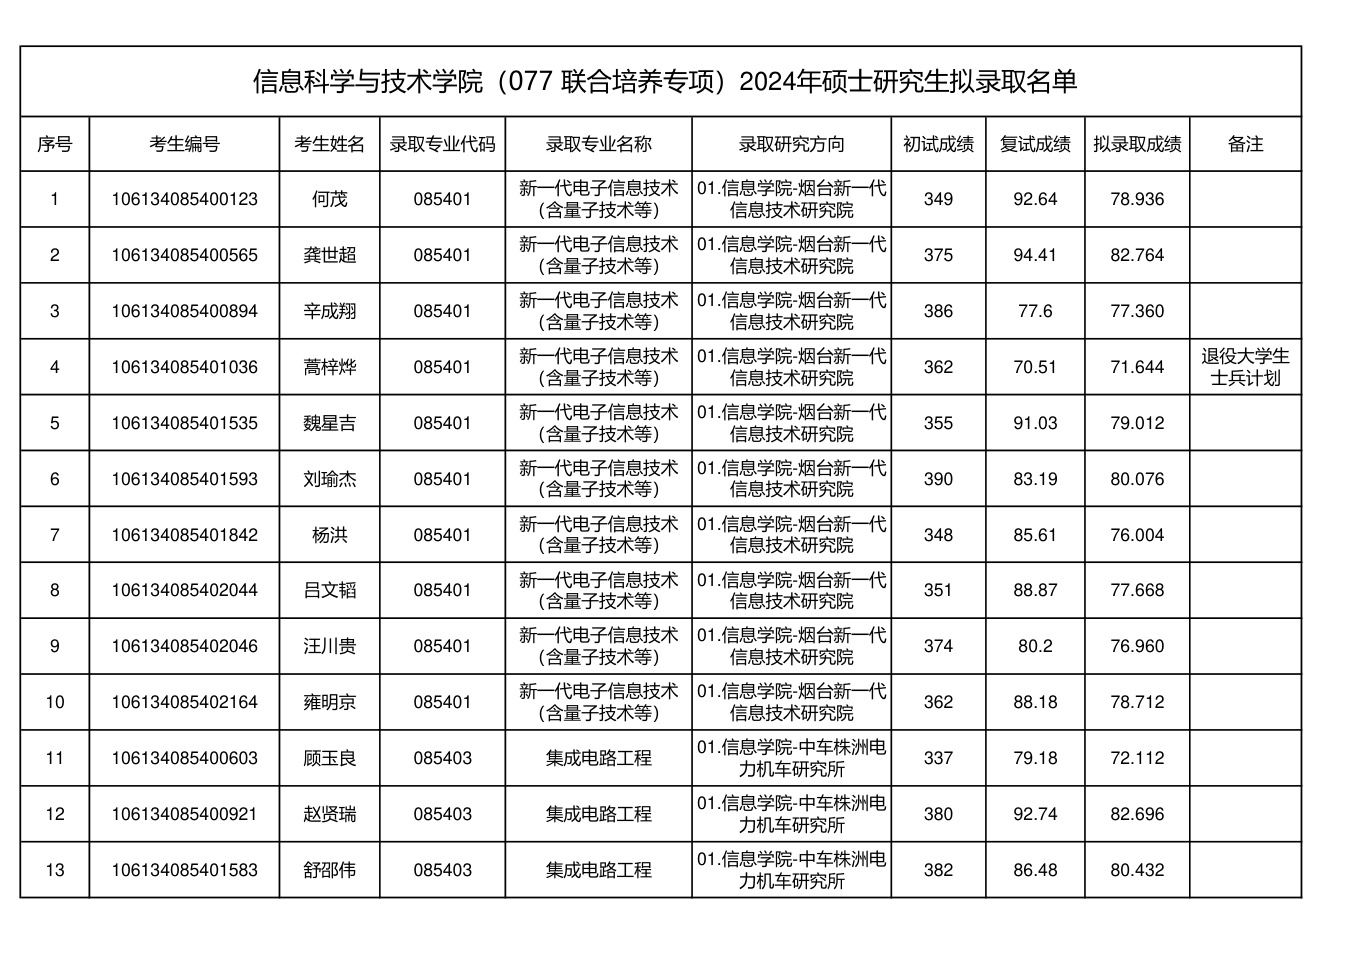 信息科学与技术学院（077 联合培养专项）2024年硕士研究生拟录取名单
序号 考生编号 考生姓名 录取专业代码 录取专业名称 录取研究方向 初试成绩 复试成绩 拟录取成绩 备注
1 106134085400123 何茂 085401 新一代电子信息技术（含量子技术等） 01.信息学院-烟台新一代信息技术研究院 349 92.64 78.936
2 106134085400565 龚世超 085401 新一代电子信息技术（含量子技术等） 01.信息学院-烟台新一代信息技术研究院 375 94.41 82.764
3 106134085400894 辛成翔 085401 新一代电子信息技术（含量子技术等） 01.信息学院-烟台新一代信息技术研究院 386 77.6 77.360
4 106134085401036 蒿梓烨 085401 新一代电子信息技术（含量子技术等） 01.信息学院-烟台新一代信息技术研究院 362 70.51 71.644 退役大学生士兵计划
5 106134085401535 魏星吉 085401 新一代电子信息技术（含量子技术等） 01.信息学院-烟台新一代信息技术研究院 355 91.03 79.012
6 106134085401593 刘瑜杰 085401 新一代电子信息技术（含量子技术等） 01.信息学院-烟台新一代信息技术研究院 390 83.19 80.076
7 106134085401842 杨洪 085401 新一代电子信息技术（含量子技术等） 01.信息学院-烟台新一代信息技术研究院 348 85.61 76.004
8 106134085402044 吕文韬 085401 新一代电子信息技术（含量子技术等） 01.信息学院-烟台新一代信息技术研究院 351 88.87 77.668
9 106134085402046 汪川贵 085401 新一代电子信息技术（含量子技术等） 01.信息学院-烟台新一代信息技术研究院 374 80.2 76.960
10 106134085402164 雍明京 085401 新一代电子信息技术（含量子技术等） 01.信息学院-烟台新一代信息技术研究院 362 88.18 78.712
11 106134085400603 顾玉良 085403 集成电路工程 01.信息学院-中车株洲电力机车研究所 337 79.18 72.112
12 106134085400921 赵贤瑞 085403 集成电路工程 01.信息学院-中车株洲电力机车研究所 380 92.74 82.696
13 106134085401583 舒邵伟 085403 集成电路工程 01.信息学院-中车株洲电力机车研究所 382 86.48 80.432